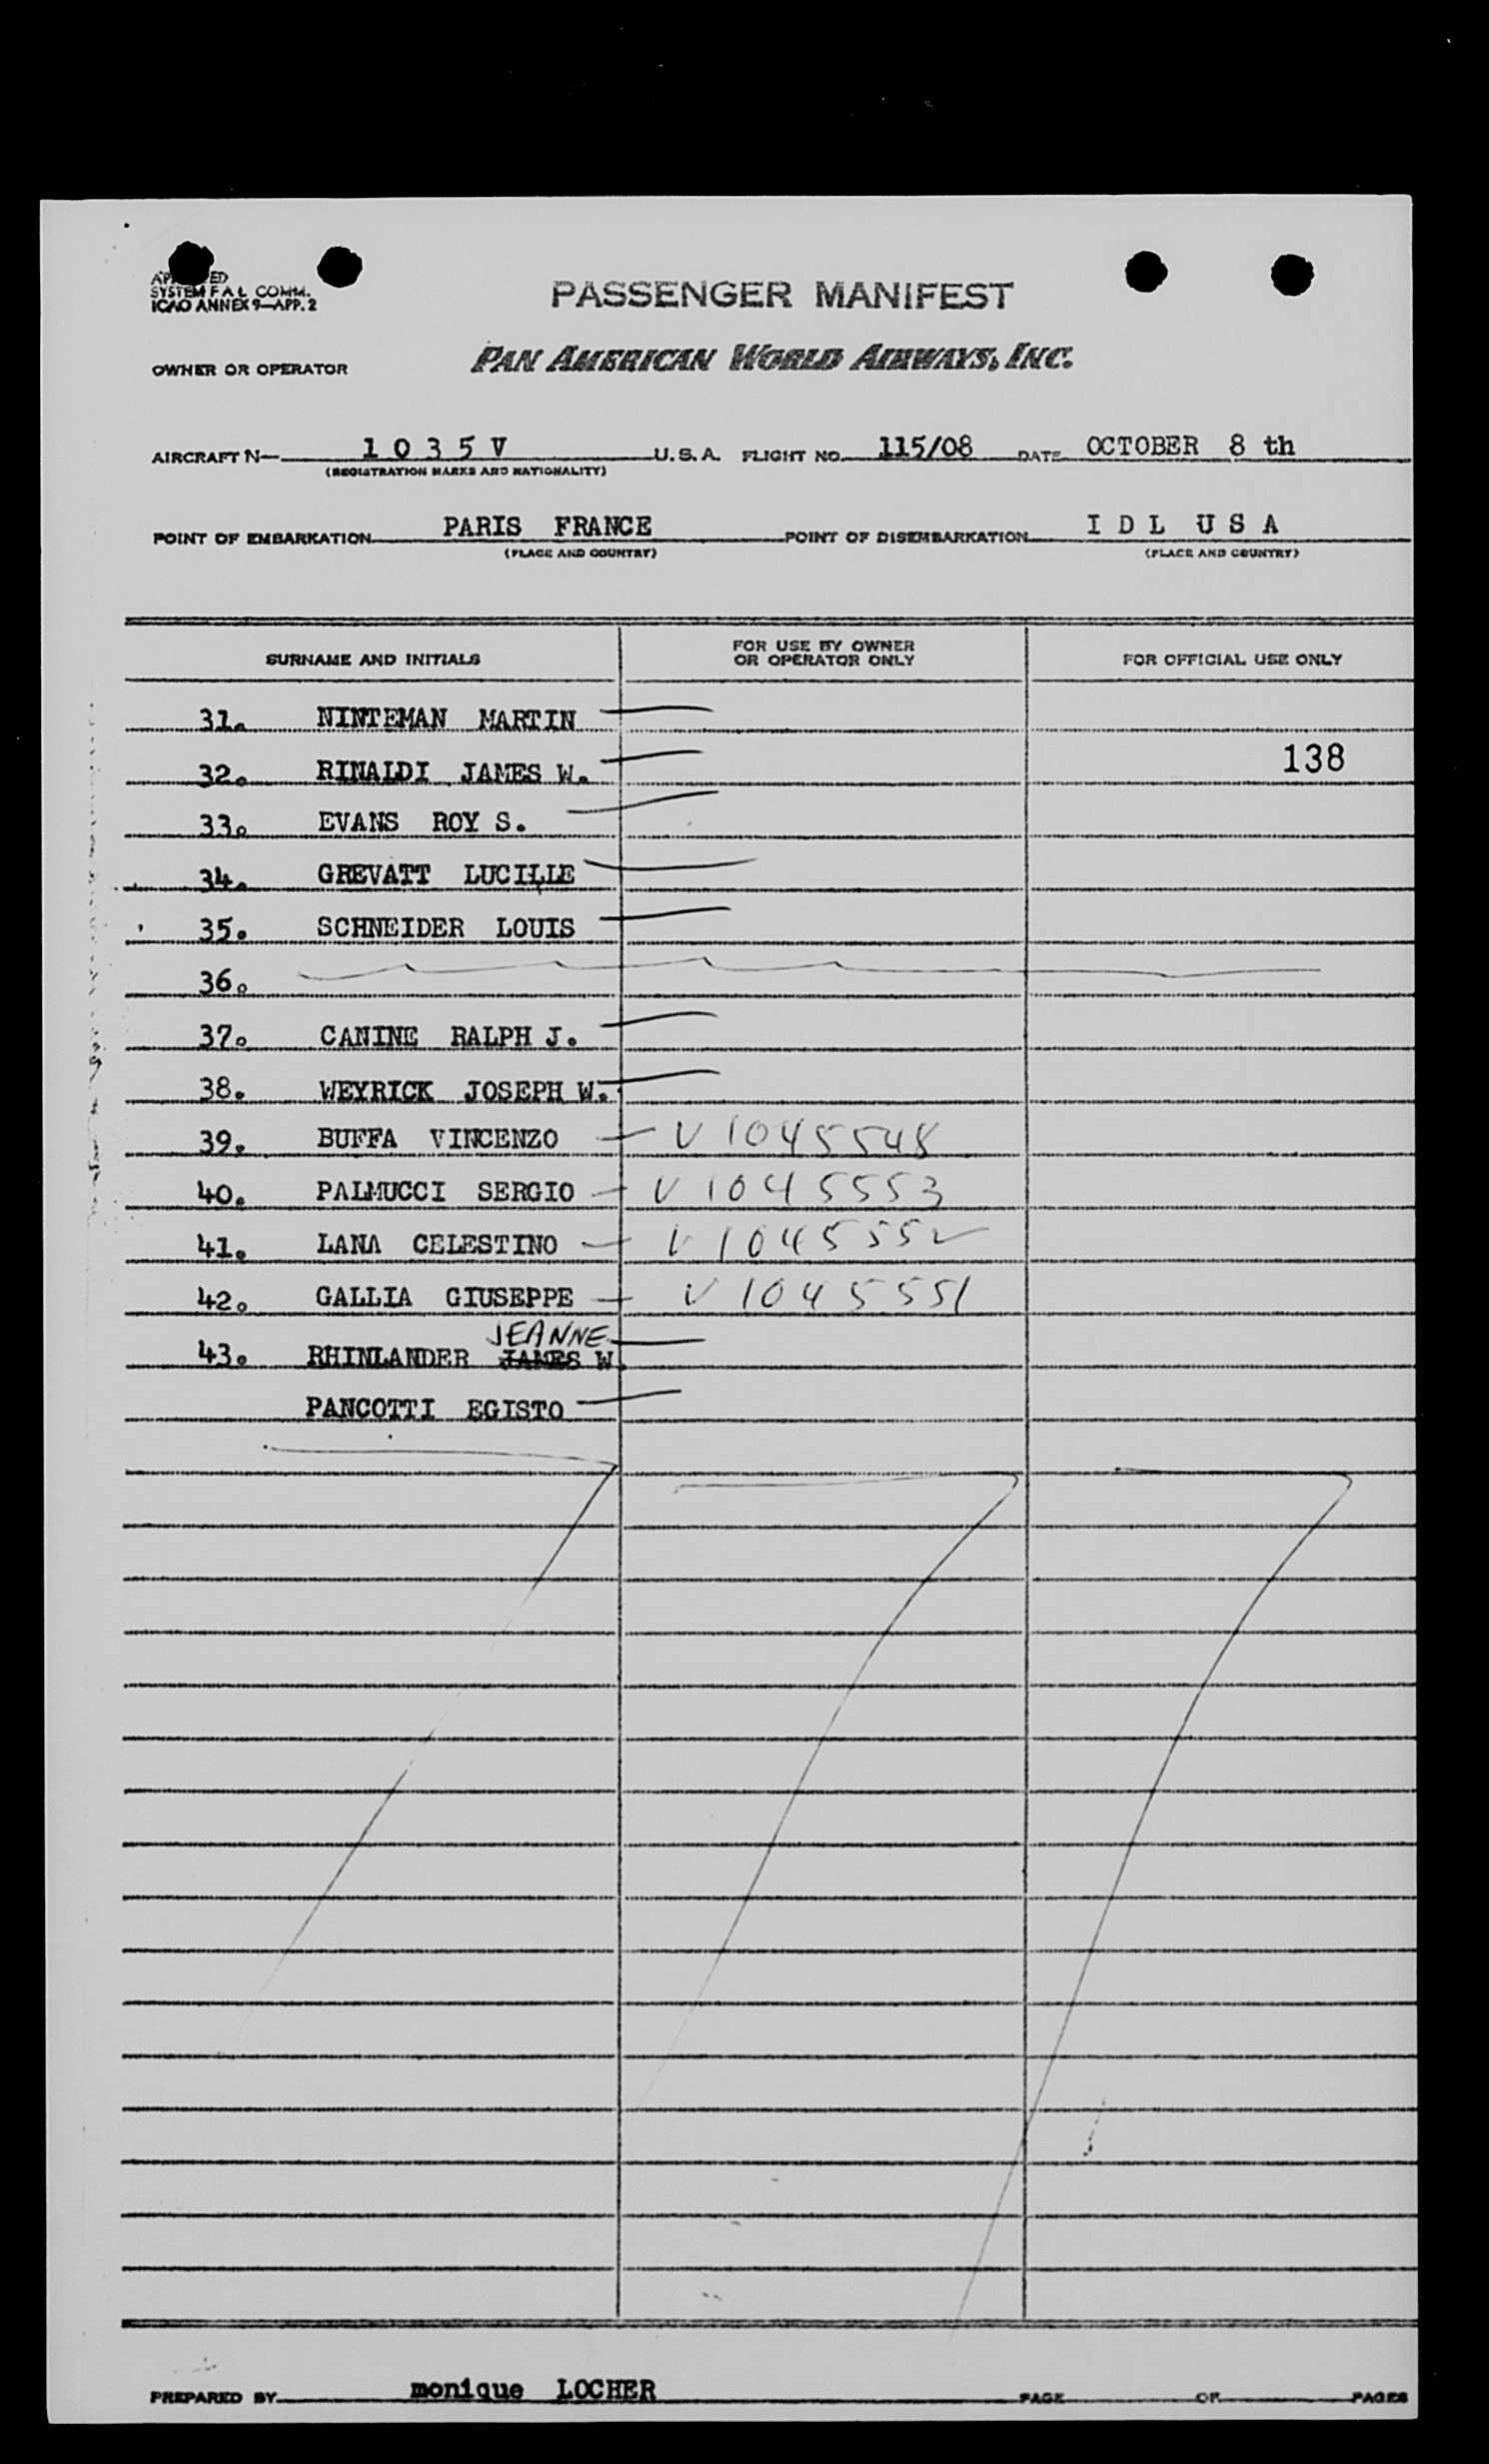 APPROVED
SYSTEM F A L COMM.
ICAO ANNEX 9—APP. 2
PASSENGER MANIFEST
OWNER OR OPERATOR PAN AMERICAN WORLD AIRWAYS, INC.
AIRCRAFT N— 1 0 3 5 V U. S. A. FLIGHT NO. 115/08 DATE OCTOBER 8 th
(REGISTRATION MARKS AND NATIONALITY)
POINT OF EMBARKATION PARIS FRANCE POINT OF DISEMBARKATION I D L U S A
(PLACE AND COUNTRY) (PLACE AND COUNTRY)
SURNAME AND INITIALS FOR USE BY OWNER OR OPERATOR ONLY FOR OFFICIAL USE ONLY
31. NINTEMAN MARTIN
32. RINALDI JAMES W. 138
33. EVANS ROY S.
34. GREVATT LUCILLE
35. SCHNEIDER LOUIS
36.
37. CANINE RALPH J.
38. WEYRICK JOSEPH W.
39. BUFFA VINCENZO V 1045548
40. PALMUCCI SERGIO V 1045553
41. LANA CELESTINO V 1045552
42. GALLIA GIUSEPPE V 1045551
JEANNE
43. RHINLANDER JAMES W.
PANCOTTI EGISTO
PREPARED BY monique LOCHER PAGE OF PAGES